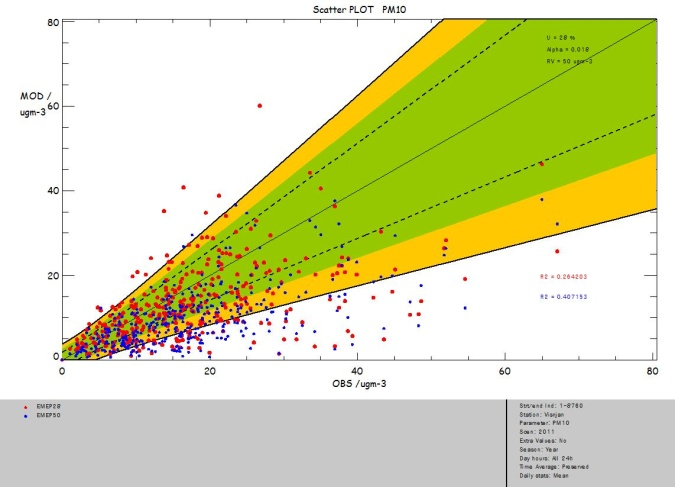 Scatter PLOT PM10
80
U = 28 %
Alpha = 0.018
RV = 50 ugm-3
MOD /
ugm-3
60
40
20
0
R2 = 0.264203
R2 = 0.407153
0 20 40 60 80
OBS /ugm-3
EMEP28
EMEP50
Strt/end Ind: 1-8760
Station: Visnjan
Parameter: PM10
Scen: 2011
Extra Values: No
Season: Year
Day hours: All 24h
Time Average: Preserved
Daily stats: Mean